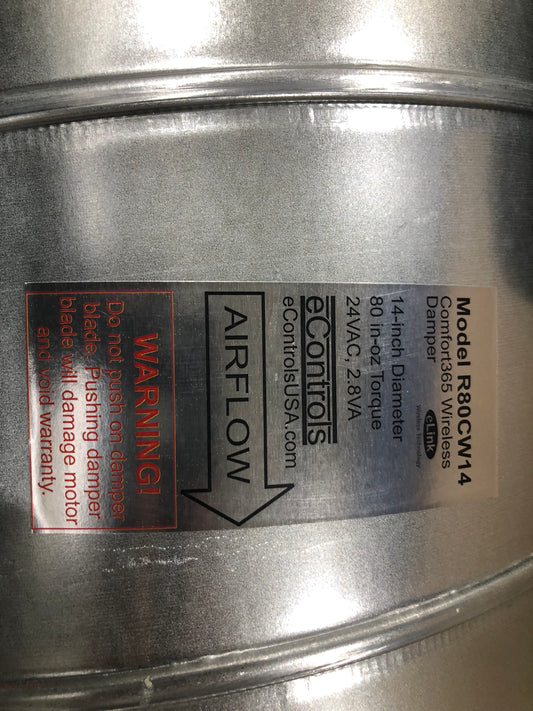 Model R80CW14
Comfort365 Wireless
Damper
eLink
Wireless Technology
14-inch Diameter
80 in-oz Torque
24VAC, 2.8VA
eControls
eControlsUSA.com
AIRFLOW
WARNING!
Do not push on damper
blade. Pushing damper
blade will damage motor
and void warranty.